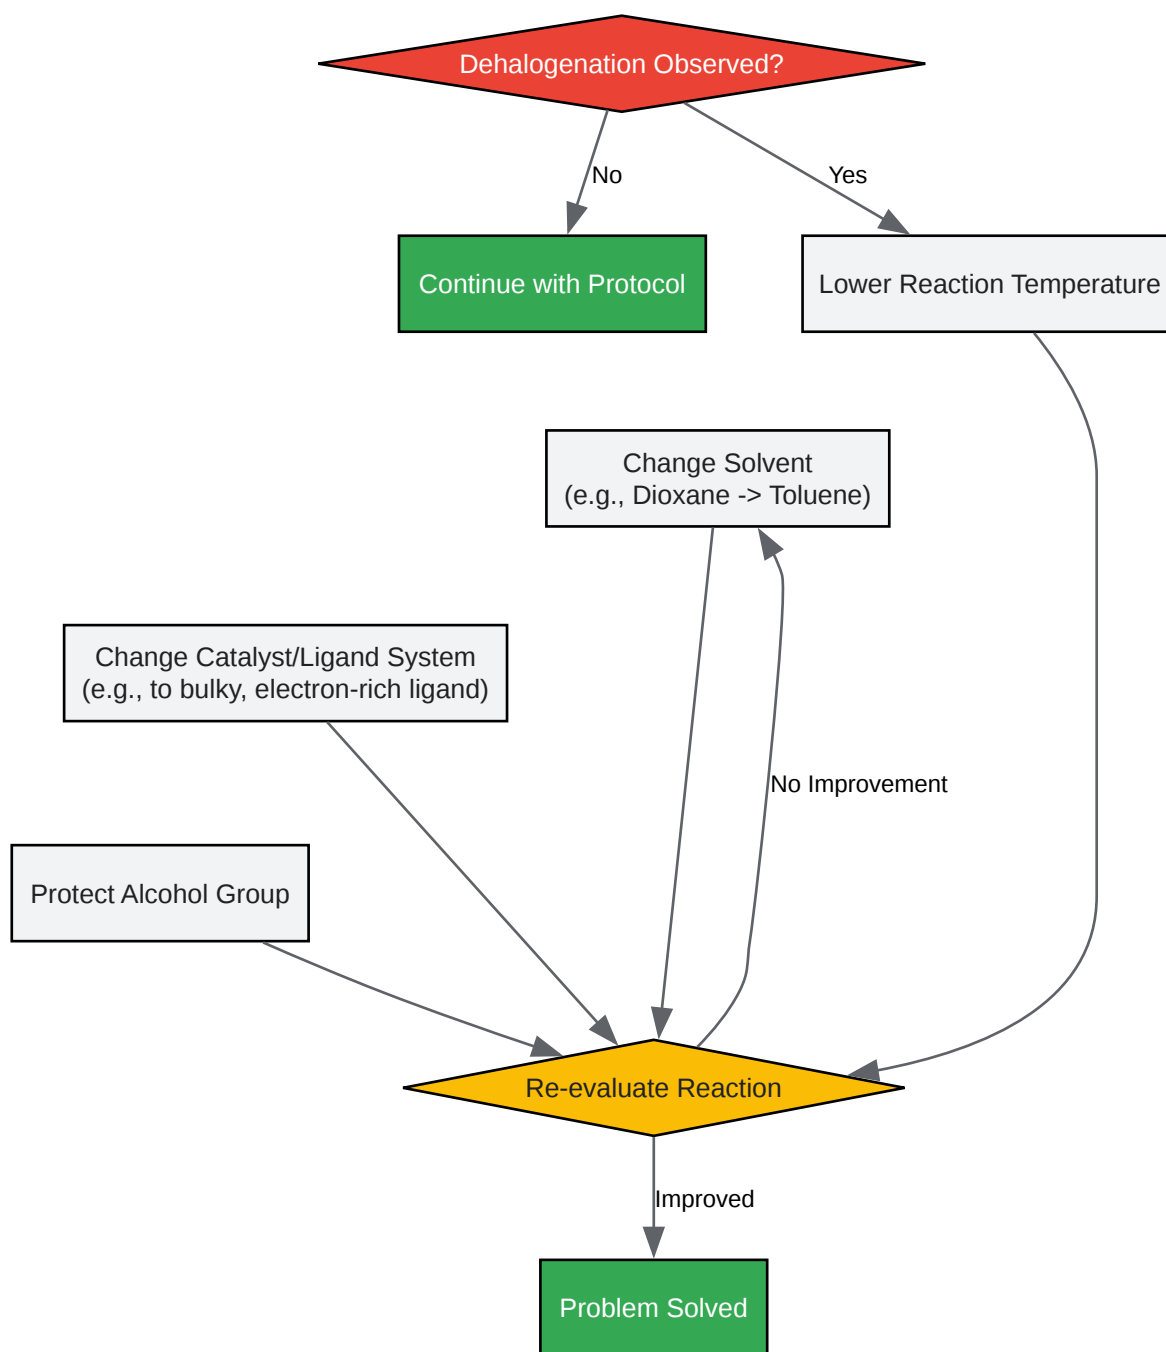 Dehalogenation Observed?
No
Yes
Continue with Protocol
Lower Reaction Temperature
Change Solvent
(e.g., Dioxane -> Toluene)
Change Catalyst/Ligand System
(e.g., to bulky, electron-rich ligand)
No Improvement
Protect Alcohol Group
Re-evaluate Reaction
Improved
Problem Solved